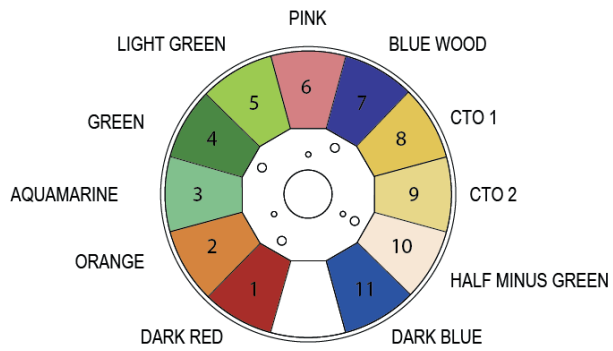 PINK
LIGHT GREEN
BLUE WOOD
6
5
7
GREEN
CTO 1
4
8
AQUAMARINE
3
9
CTO 2
2
10
ORANGE
HALF MINUS GREEN
1
11
DARK RED
DARK BLUE